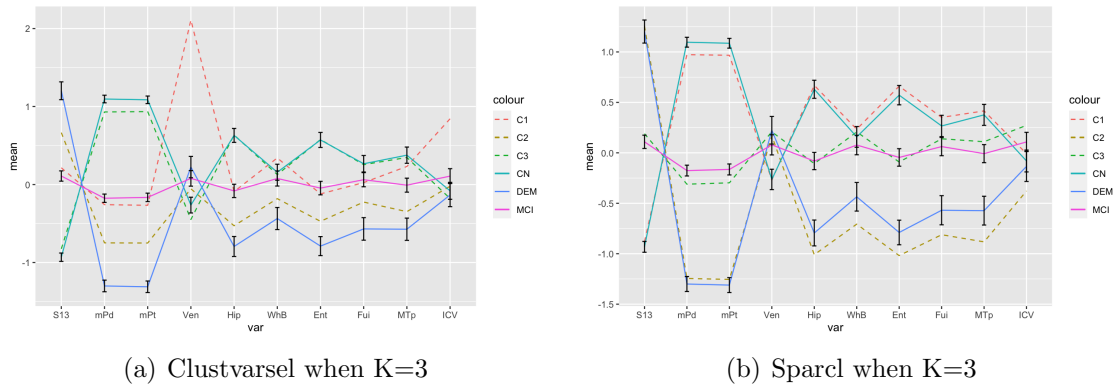 2
1
0
-1
mean
S13 mPd mPt Ven Hip WhB Ent Fui MTp ICV
var
colour
C1
C2
C3
CN
DEM
MCI
(a) Clustvarsel when K=3
1.0
0.5
0.0
-0.5
-1.0
-1.5
mean
S13 mPd mPt Ven Hip WhB Ent Fui MTp ICV
var
colour
C1
C2
C3
CN
DEM
MCI
(b) Sparcl when K=3